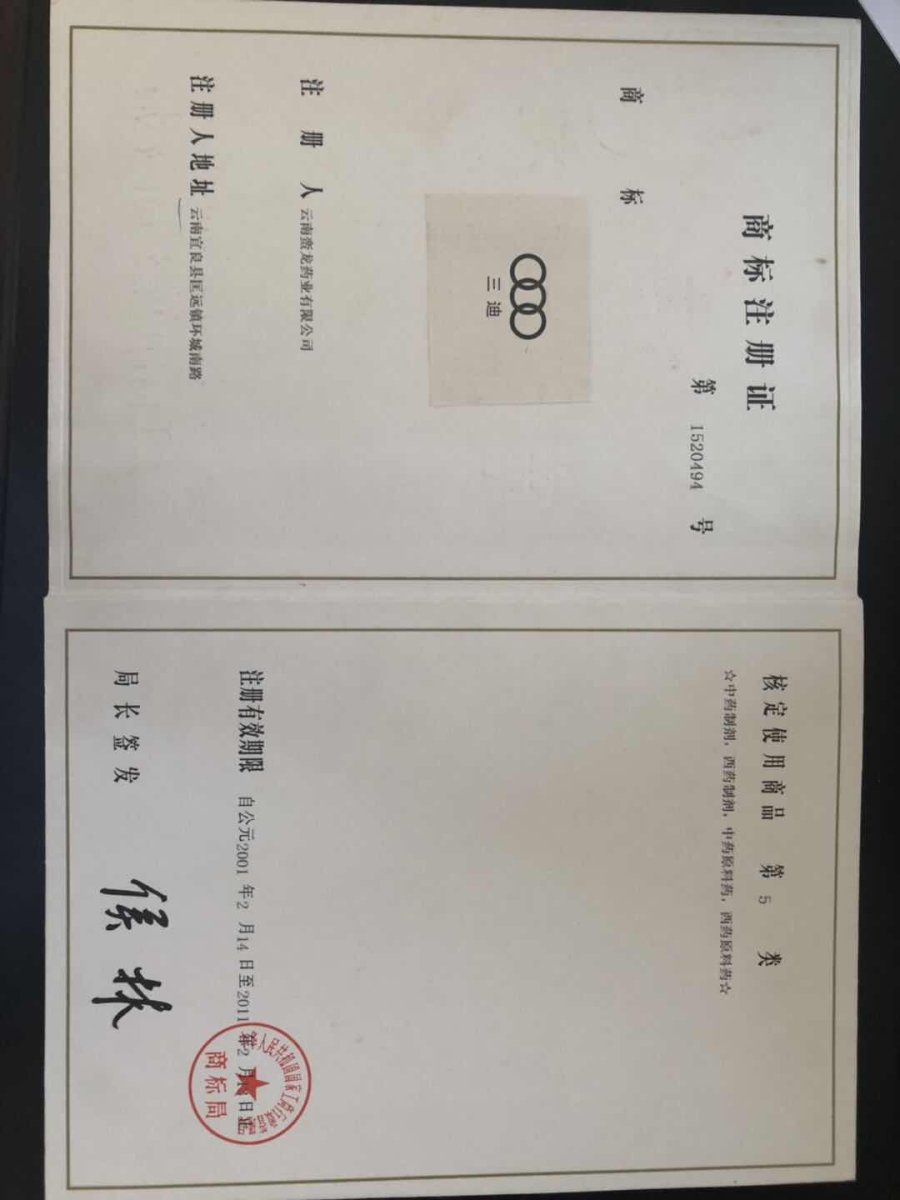 商标注册证
第 1520494 号
商标
三迪
注册人 云南蛮龙药业有限公司
注册人地址 云南宜良县匡远镇环城南路
核定使用商品 第 5 类
☆中药制剂,西药制剂,中药原料药,西药原料药☆
注册有效期限 自公元2001年2月14日至2011年2月13日止
局长签发
侯林
商标局